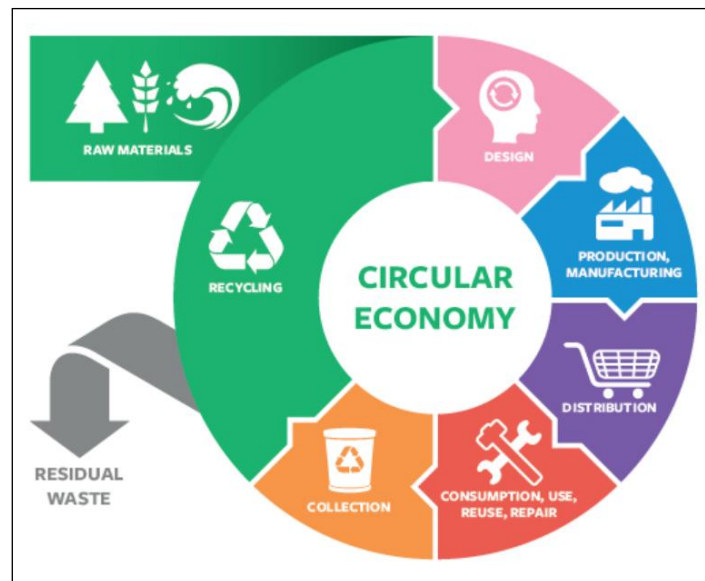 RAW MATERIALS
DESIGN
PRODUCTION,
MANUFACTURING
DISTRIBUTION
CONSUMPTION, USE,
REUSE, REPAIR
COLLECTION
RECYCLING
RESIDUAL
WASTE
CIRCULAR
ECONOMY